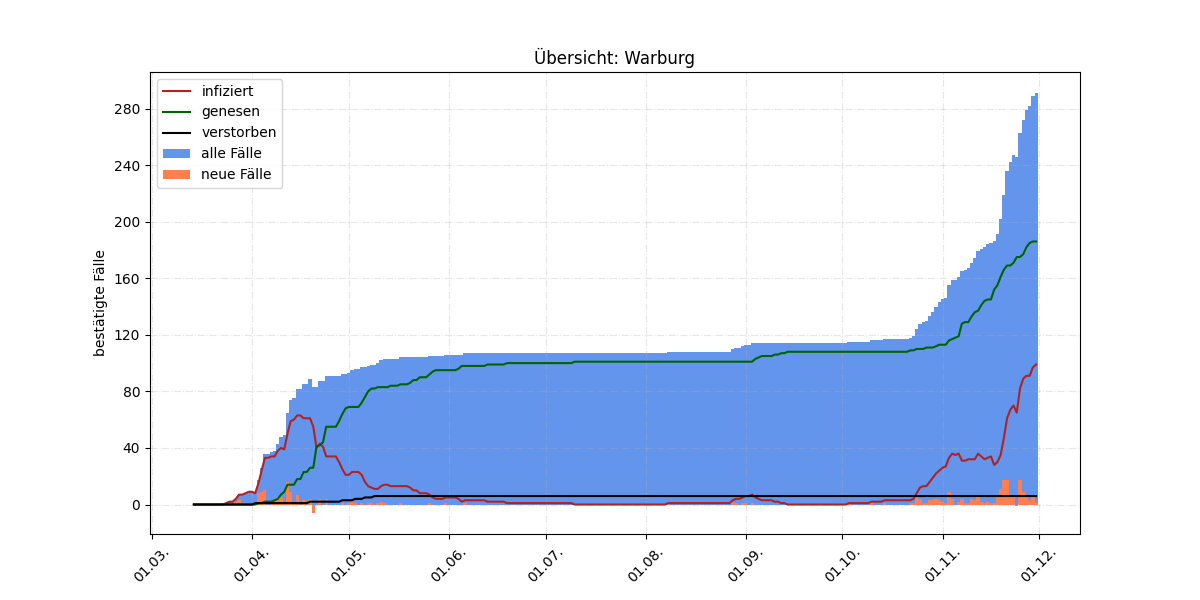 Übersicht: Warburg
infiziert
genesen
verstorben
alle Fälle
neue Fälle
bestätigte Fälle
280
240
200
160
120
80
40
0
01.03.
01.04.
01.05.
01.06.
01.07.
01.08.
01.09.
01.10.
01.11.
01.12.